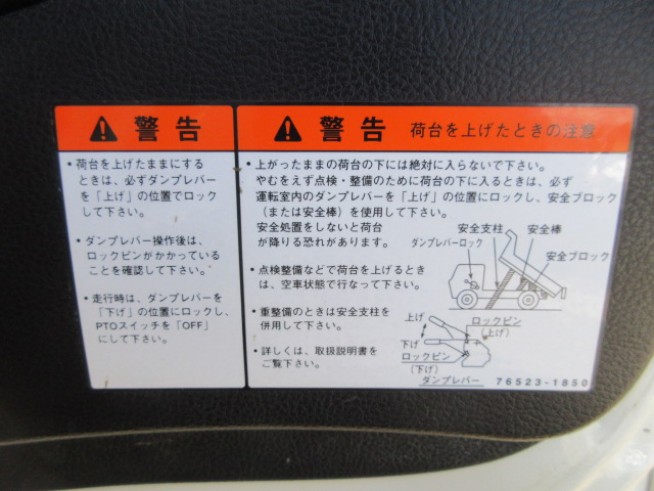 警告
・荷台を上げたままにする
ときは、必ずダンプレバー
を「上げ」の位置でロック
して下さい。
・ダンプレバー操作後は、
ロックピンがかかっている
ことを確認して下さい。
・走行時は、ダンプレバーを
「下げ」の位置にロックし、
PTOスイッチを「OFF」
にして下さい。
警告 荷台を上げたときの注意
・上がったままの荷台の下には絶対に入らないで下さい。
やむをえず点検・整備のために荷台の下に入るときは、必ず
運転室内のダンプレバーを「上げ」の位置にロックし、安全ブロック
(または安全棒)を使用して下さい。
安全処置をしないと荷台
が降りる恐れがあります。
・点検整備などで荷台を上げるとき
は、空車状態で行なって下さい。
・重整備のときは安全支柱を
併用して下さい。
・詳しくは、取扱説明書を
ご覧下さい。
安全支柱 安全棒
ダンプレバーロック
安全ブロック
上げ
ロックピン
(上げ)
下げ
ロックピン
(下げ)
ダンプレバー
76523-1850